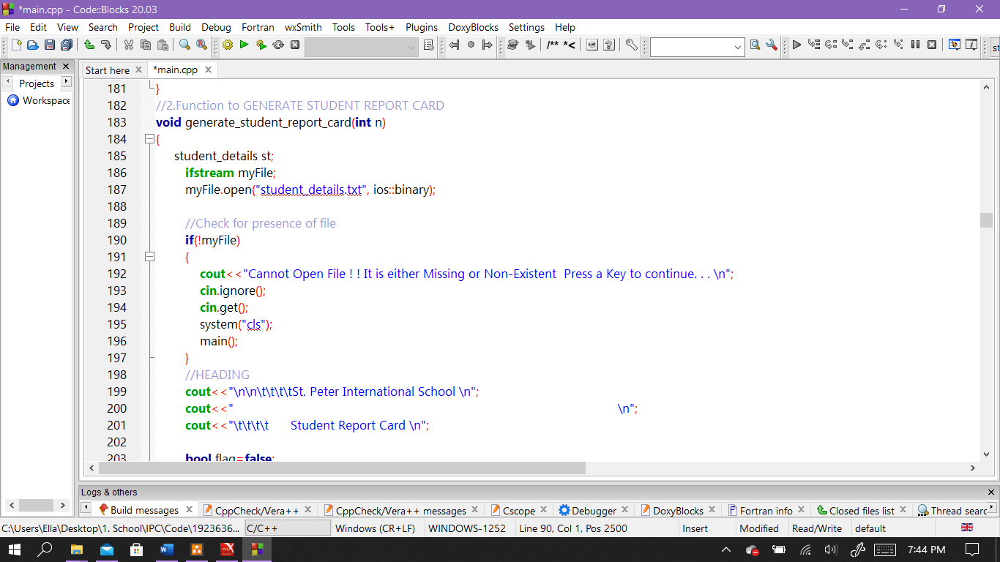 *main.cpp - Code::Blocks 20.03
File Edit View Search Project Build Debug Fortran wxSmith Tools Tools+ Plugins DoxyBlocks Settings Help
/** *<
Management
Start here *main.cpp
Projects
Workspace
181 }
182 //2.Function to GENERATE STUDENT REPORT CARD
183 void generate_student_report_card(int n)
184 {
185 student_details st;
186 ifstream myFile;
187 myFile.open("student_details.txt", ios::binary);
188
189 //Check for presence of file
190 if(!myFile)
191 {
192 cout<<"Cannot Open File ! ! It is either Missing or Non-Existent  Press a Key to continue. . . \n";
193 cin.ignore();
194 cin.get();
195 system("cls");
196 main();
197 }
198 //HEADING
199 cout<<"\n\n\t\t\t\tSt. Peter International School \n";
200 cout<<" \n";
201 cout<<"\t\t\t\t Student Report Card \n";
202
203 bool flag=false;
Logs & others
Build messages CppCheck/Vera++ CppCheck/Vera++ messages Cscope Debugger DoxyBlocks Fortran info Closed files list Thread searc
C:\Users\Ella\Desktop\1. School\IPC\Code\1923636... C/C++ Windows (CR+LF) WINDOWS-1252 Line 90, Col 1, Pos 2500 Insert Modified Read/Write default
7:44 PM